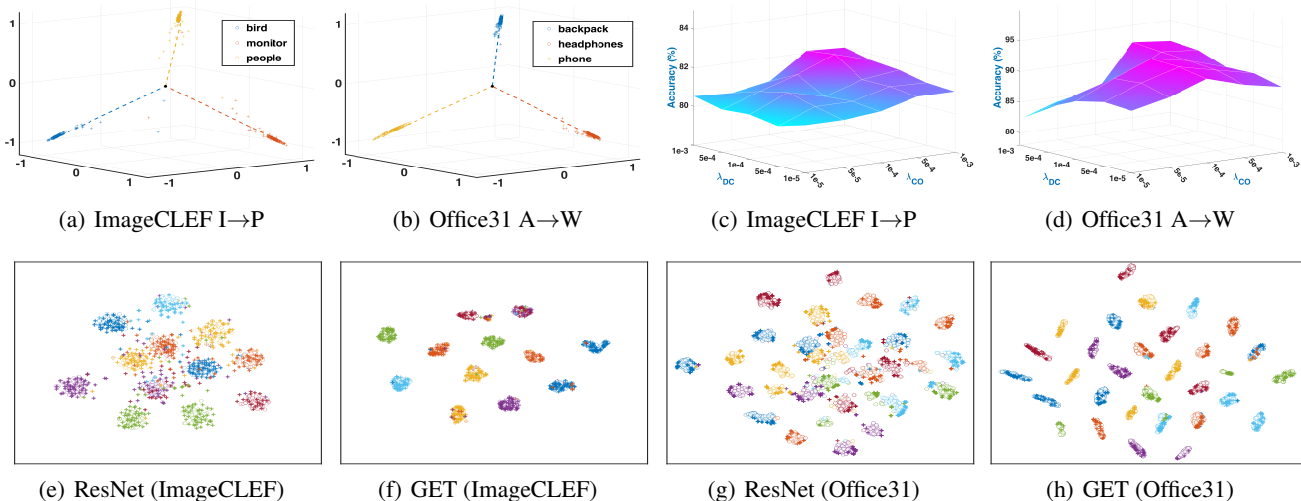 1
0
-1
-1
0
1
-1
0
1
bird
monitor
people
(a) ImageCLEF I→P
1
0
-1
-1
0
1
-1
0
1
backpack
headphones
phone
(b) Office31 A→W
84
82
80
Accuracy (%)
1e-3
5e-4
1e-4
5e-5
1e-5
λDC
1e-5
5e-5
1e-4
5e-4
1e-3
λCO
(c) ImageCLEF I→P
95
90
85
80
Accuracy (%)
1e-3
5e-4
1e-4
5e-5
1e-5
λDC
1e-5
5e-5
1e-4
5e-4
1e-3
λCO
(d) Office31 A→W
(e) ResNet (ImageCLEF)
(f) GET (ImageCLEF)
(g) ResNet (Office31)
(h) GET (Office31)